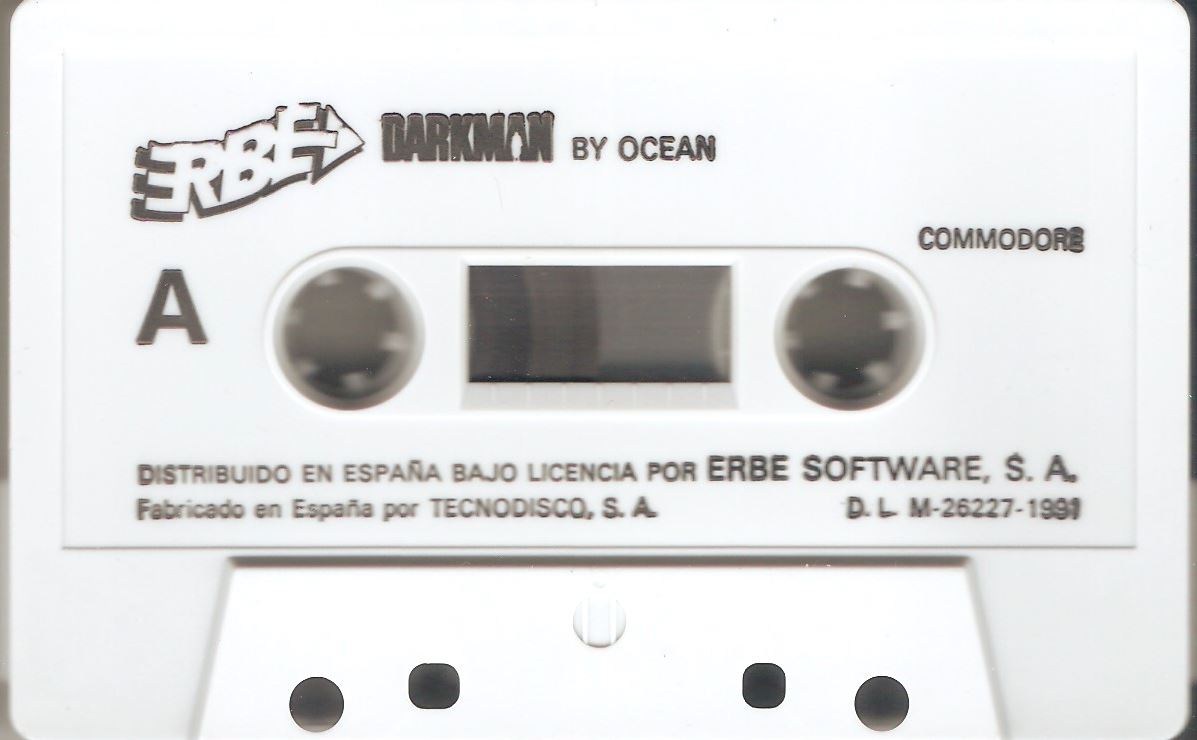 ERBE DARKMAN BY OCEAN
COMMODORE
A
DISTRIBUIDO EN ESPAÑA BAJO LICENCIA POR ERBE SOFTWARE, S. A.
Fabricado en España por TECNODISCO, S. A. D. L. M-26227-1991